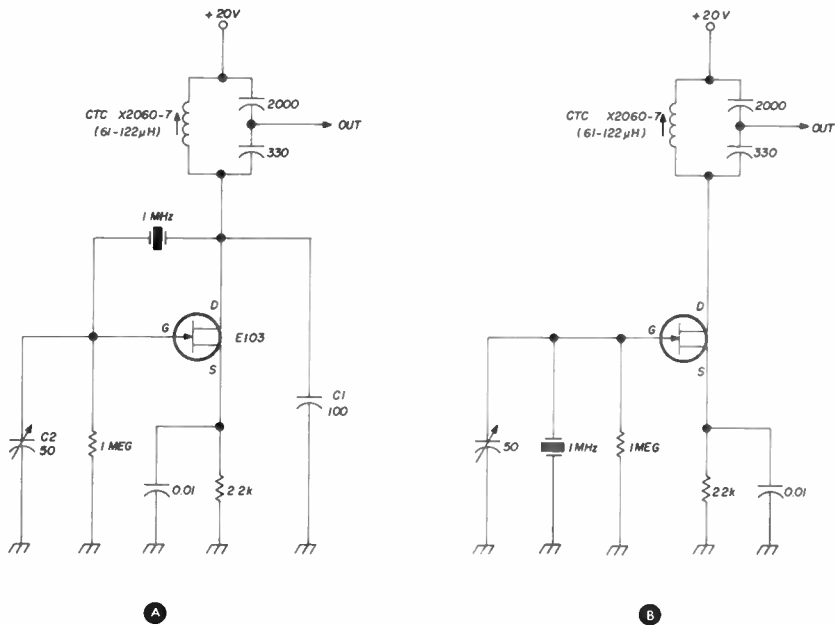 +20V
CTC X2060-7
(61-122µH)
2000
OUT
330
1 MHz
D
G
E103
S
C1
100
C2
50
1 MEG
0.01
2.2k
A
+20V
CTC X2060-7
(61-122µH)
2000
OUT
330
D
G
S
50
1MHz
1MEG
2.2k
0.01
B